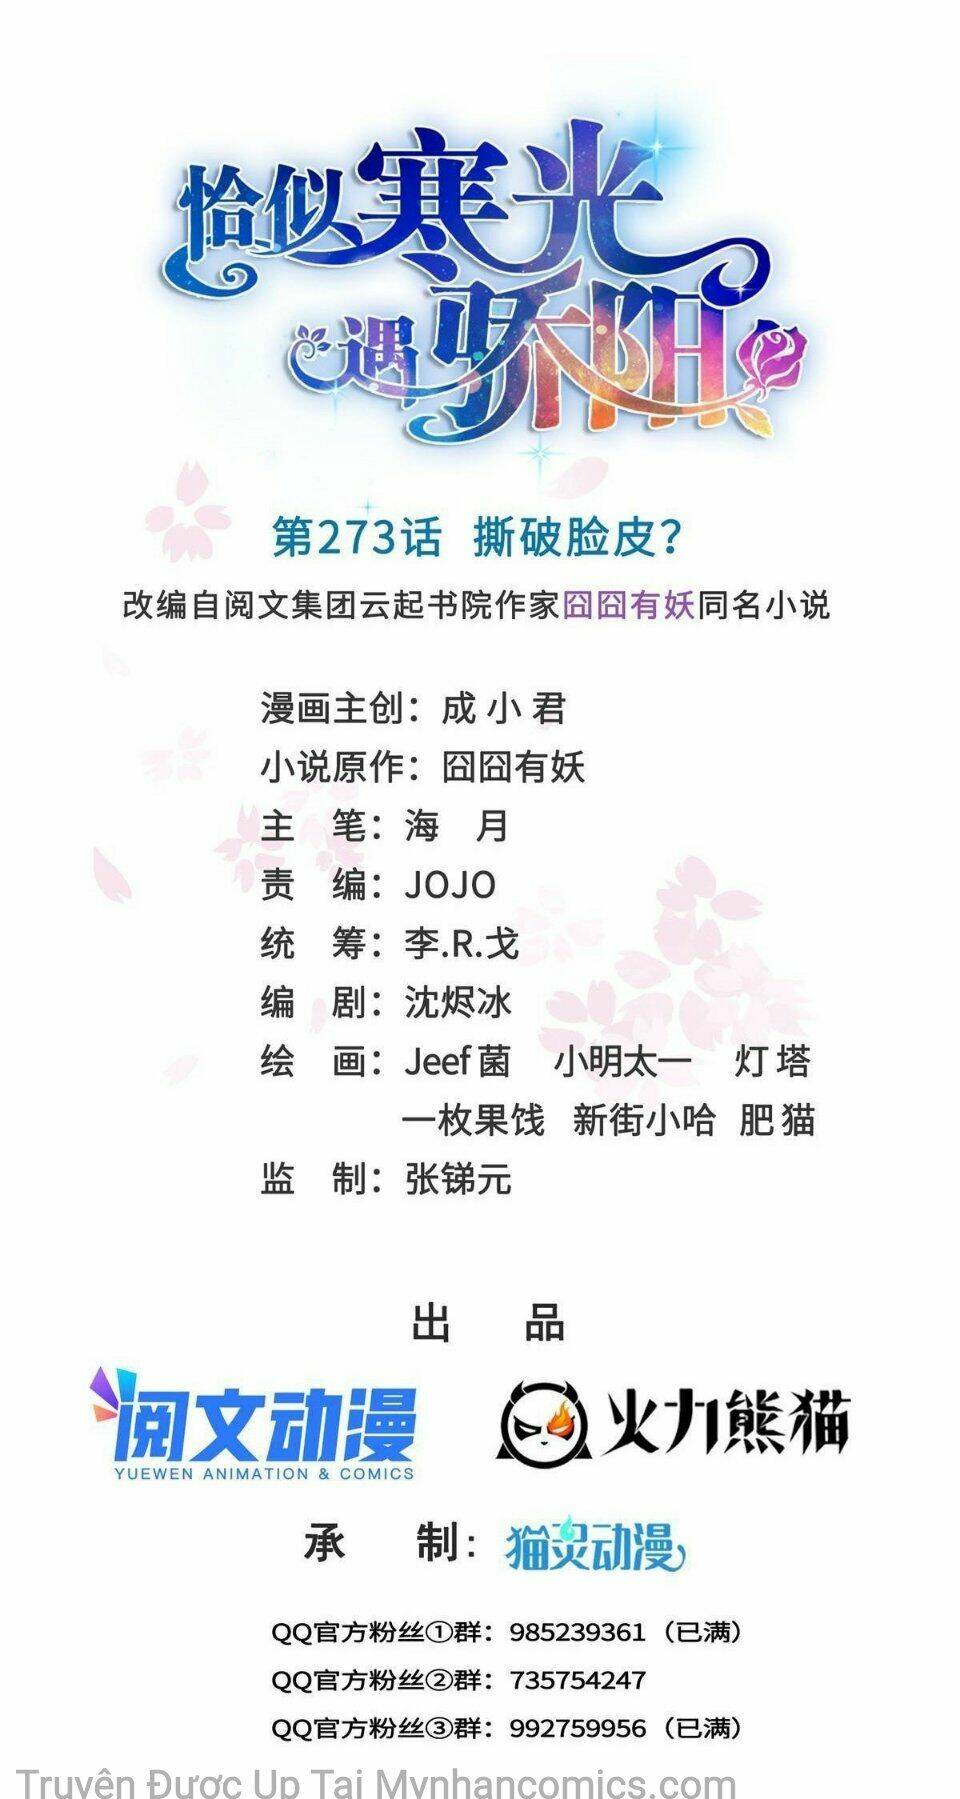 恰似寒光
遇骄阳
第273话 撕破脸皮？
改编自阅文集团云起书院作家囧囧有妖同名小说
漫画主创：成小君
小说原作：囧囧有妖
主 笔：海 月
责 编：JOJO
统 筹：李.R.戈
编 剧：沈烬冰
绘 画：Jeef菌 小明太一 灯塔
一枚果饯 新街小哈 肥猫
监 制：张锑元
出 品
阅文动漫 火力熊猫
YUEWEN ANIMATION & COMICS
承 制：猫灵动漫
QQ官方粉丝①群：985239361（已满）
QQ官方粉丝②群：735754247
QQ官方粉丝③群：992759956（已满）
Truyện Được Up Tại Mynhancomics.com